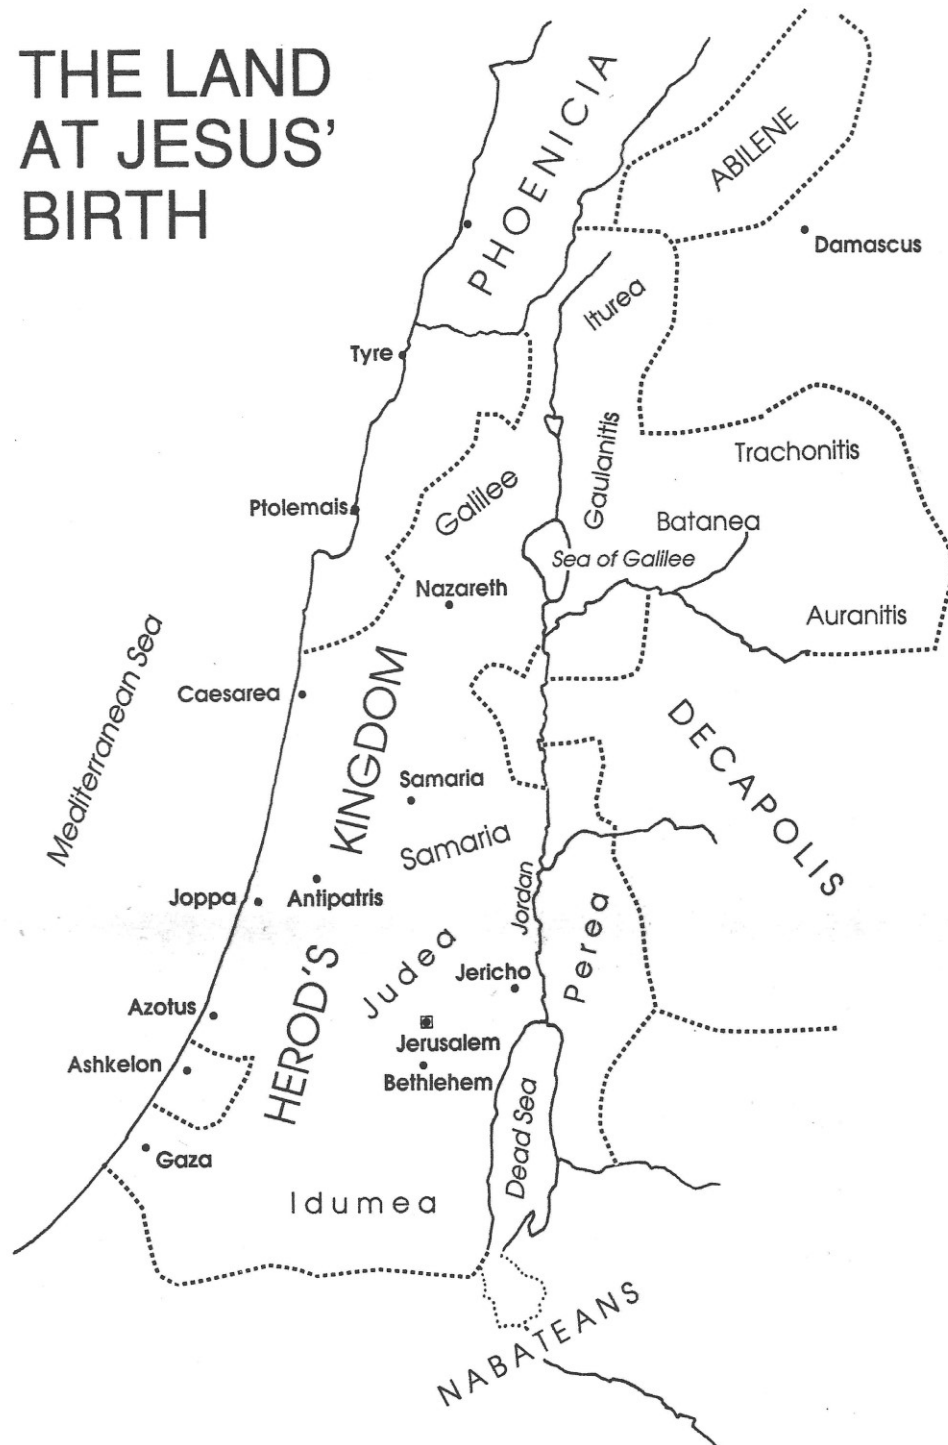 THE LAND
AT JESUS'
BIRTH
PHOENICIA
ABILENE
Damascus
Iturea
Tyre
Gaulanitis
Trachonitis
Galilee
Ptolemais
Batanea
Sea of Galilee
Nazareth
Auranitis
Mediterranean Sea
Caesarea
HEROD'S KINGDOM
DECAPOLIS
Samaria
Samaria
Joppa
Antipatris
Jordan
Perea
Judea
Jericho
Azotus
Jerusalem
Ashkelon
Bethlehem
Dead Sea
Gaza
Idumea
NABATEANS